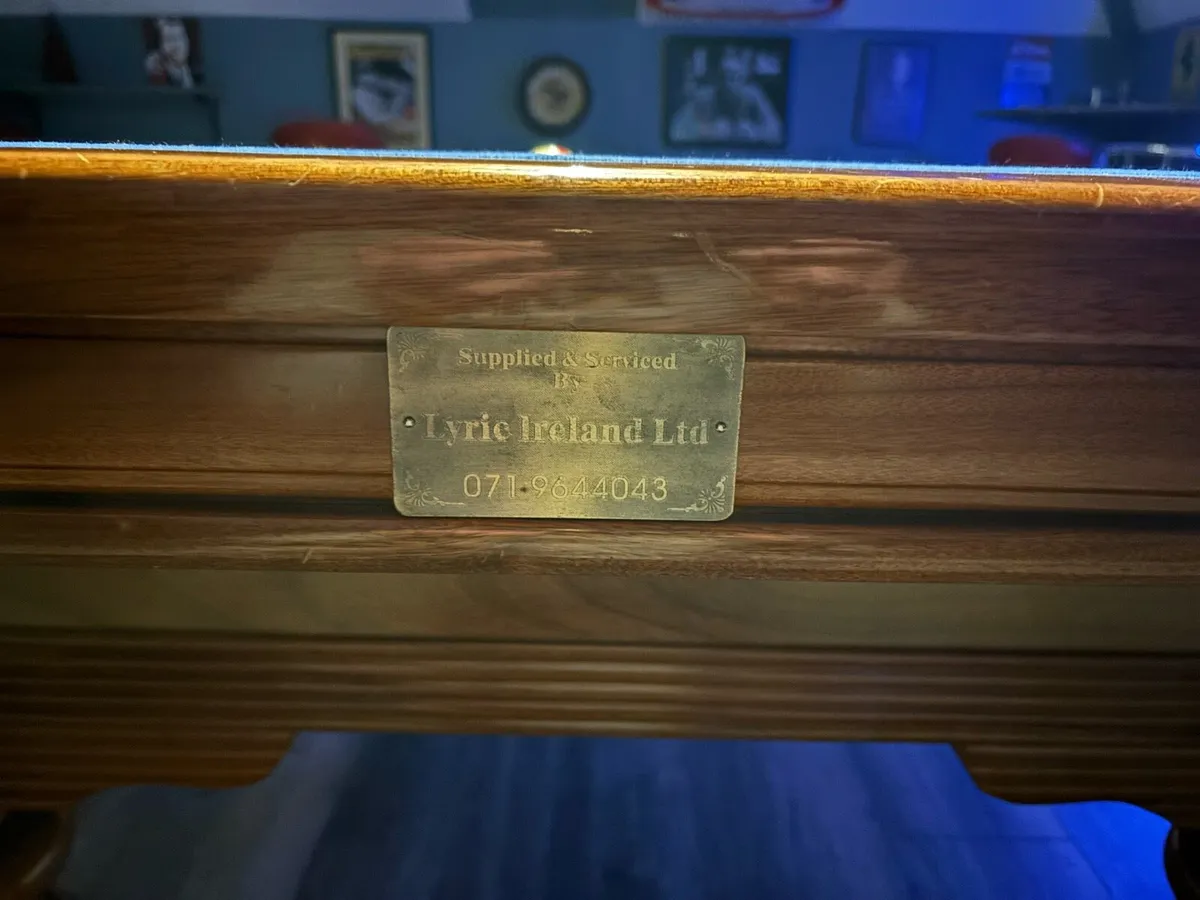 Supplied & Serviced
By
Lyric Ireland Ltd
071 9644043